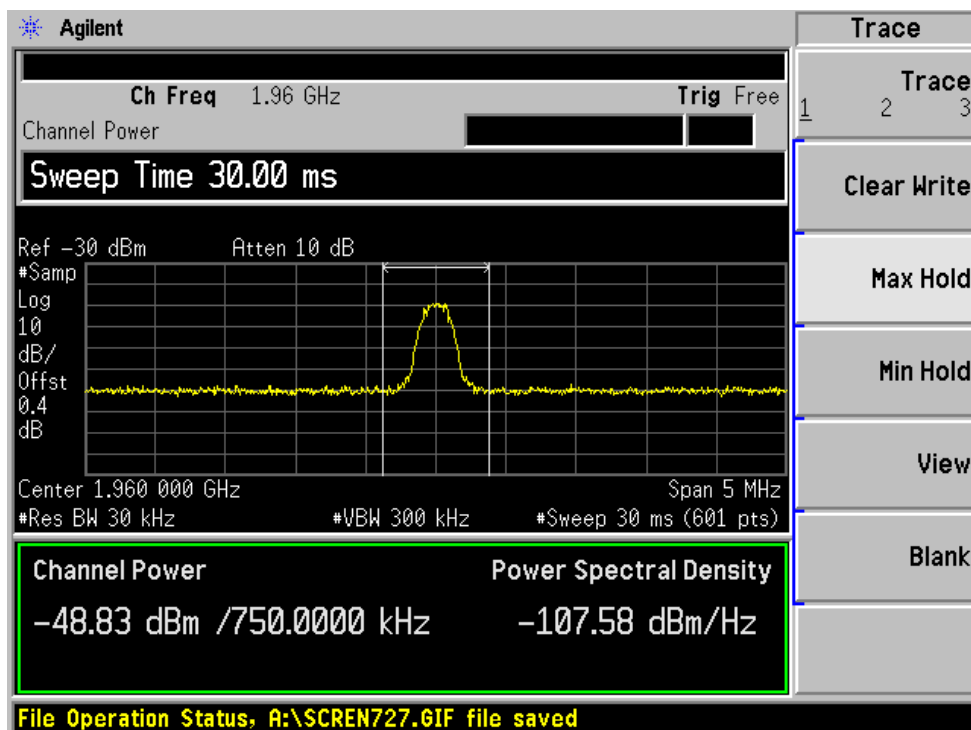 Agilent
Trace
Ch Freq 1.96 GHz Trig Free
Channel Power
Sweep Time 30.00 ms
Ref -30 dBm Atten 10 dB
#Samp
Log
10
dB/
Offst
0.4
dB
Center 1.960 000 GHz Span 5 MHz
#Res BW 30 kHz #VBW 300 kHz #Sweep 30 ms (601 pts)
Channel Power Power Spectral Density
-48.83 dBm /750.0000 kHz -107.58 dBm/Hz
File Operation Status, A:\SCREN727.GIF file saved
Trace
1 2 3
Clear Write
Max Hold
Min Hold
View
Blank